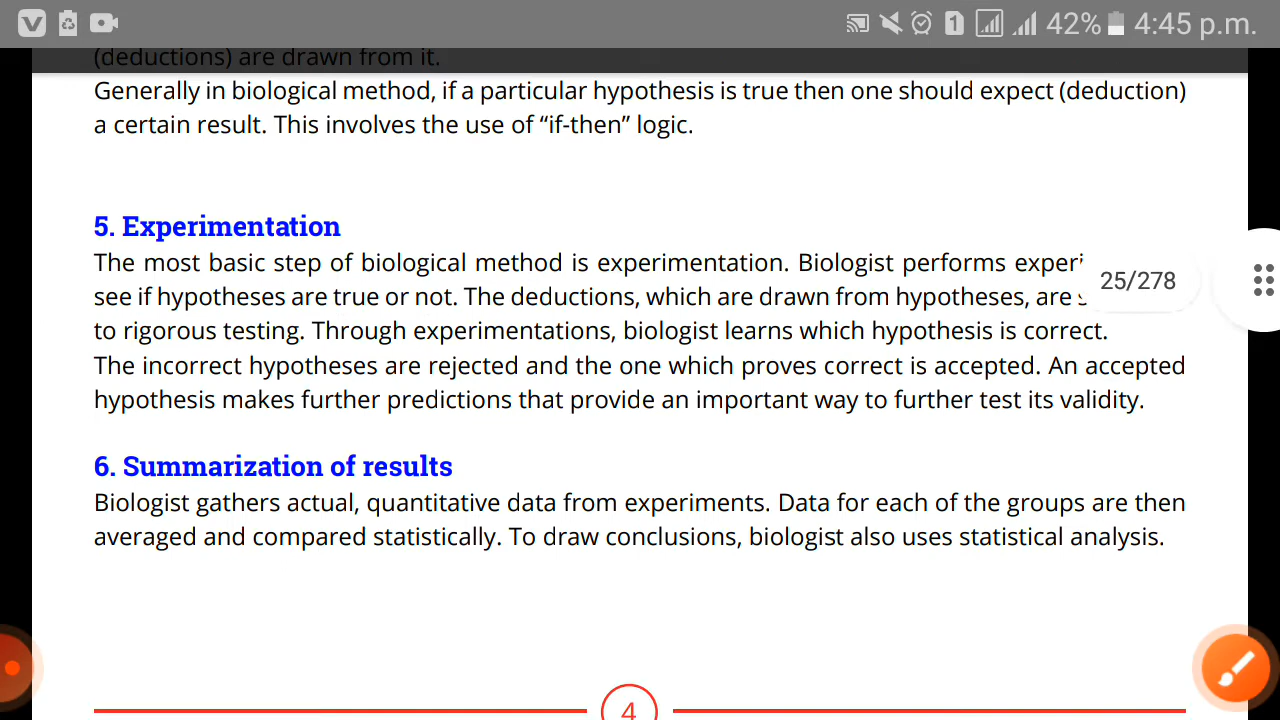 V 1 42% 4:45 p.m.
(deductions) are drawn from it.
Generally in biological method, if a particular hypothesis is true then one should expect (deduction)
a certain result. This involves the use of “if-then” logic.
5. Experimentation
The most basic step of biological method is experimentation. Biologist performs
see if hypotheses are true or not. The deductions, which are drawn from hypotheses, are
25/278
to rigorous testing. Through experimentations, biologist learns which hypothesis is correct.
The incorrect hypotheses are rejected and the one which proves correct is accepted. An accepted
hypothesis makes further predictions that provide an important way to further test its validity.
6. Summarization of results
Biologist gathers actual, quantitative data from experiments. Data for each of the groups are then
averaged and compared statistically. To draw conclusions, biologist also uses statistical analysis.
4